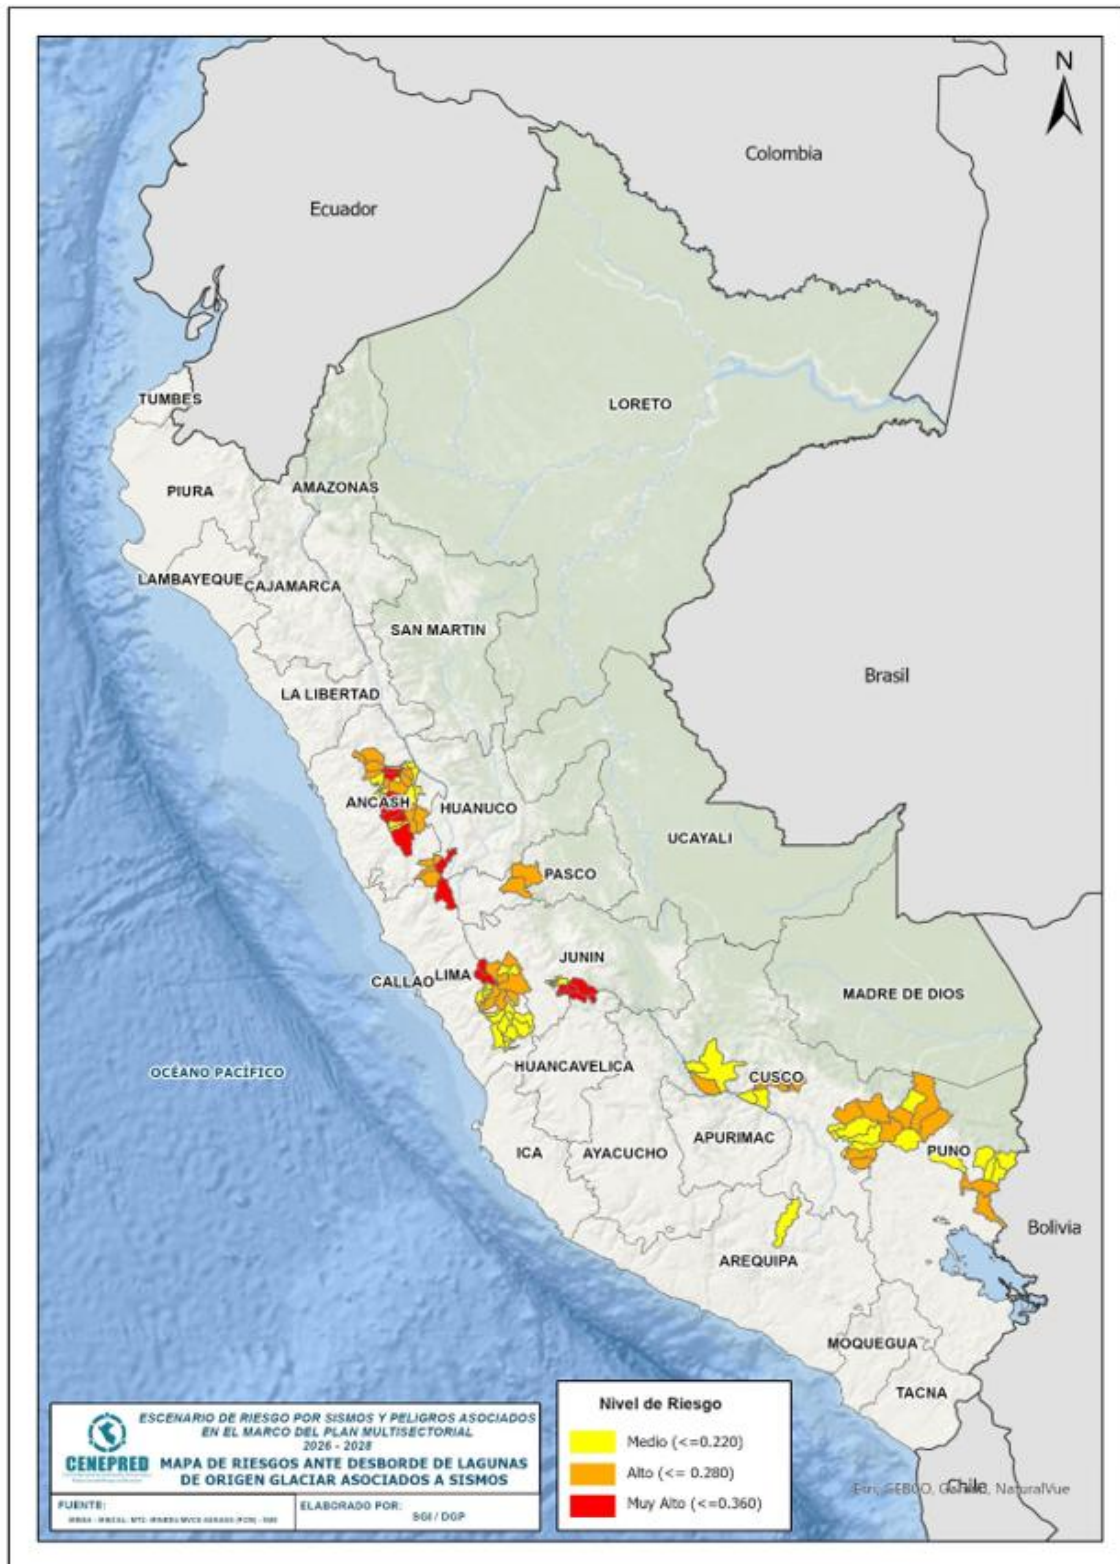 N
Colombia
Ecuador
TUMBES
LORETO
PIURA
AMAZONAS
LAMBAYEQUE
CAJAMARCA
SAN MARTIN
Brasil
LA LIBERTAD
ANCASH
HUANUCO
UCAYALI
PASCO
JUNIN
LIMA
CALLAO
MADRE DE DIOS
OCÉANO PACÍFICO
HUANCAVELICA
CUSCO
APURIMAC
ICA
AYACUCHO
PUNO
Bolivia
AREQUIPA
MOQUEGUA
TACNA
Chile
NaturalVue
Nivel de Riesgo
Medio (<=0.220)
Alto (<= 0.280)
Muy Alto (<=0.360)
CENEPRED
ESCENARIO DE RIESGO POR SISMOS Y PELIGROS ASOCIADOS
EN EL MARCO DEL PLAN MULTISECTORIAL
2026 - 2028
MAPA DE RIESGOS ANTE DESBORDE DE LAGUNAS
DE ORIGEN GLACIAR ASOCIADOS A SISMOS
FUENTE:
ELABORADO POR:
SGI / DGP